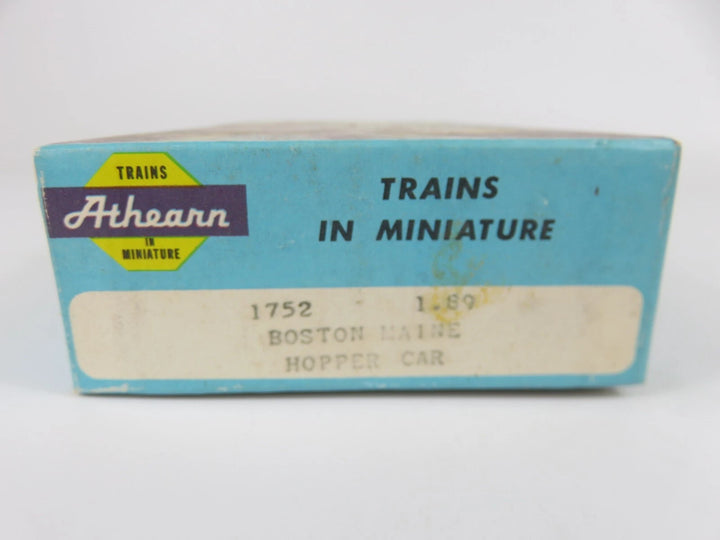 TRAINS
Athearn
IN
MINIATURE
TRAINS
IN MINIATURE
1752 1.89
BOSTON MAINE
HOPPER CAR